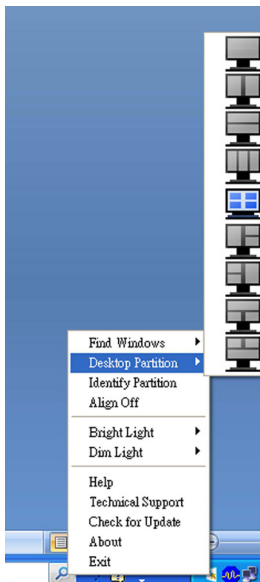 Find Windows
Desktop Partition
Identify Partition
Align Off
Bright Light
Dim Light
Help
Technical Support
Check for Update
About
Exit